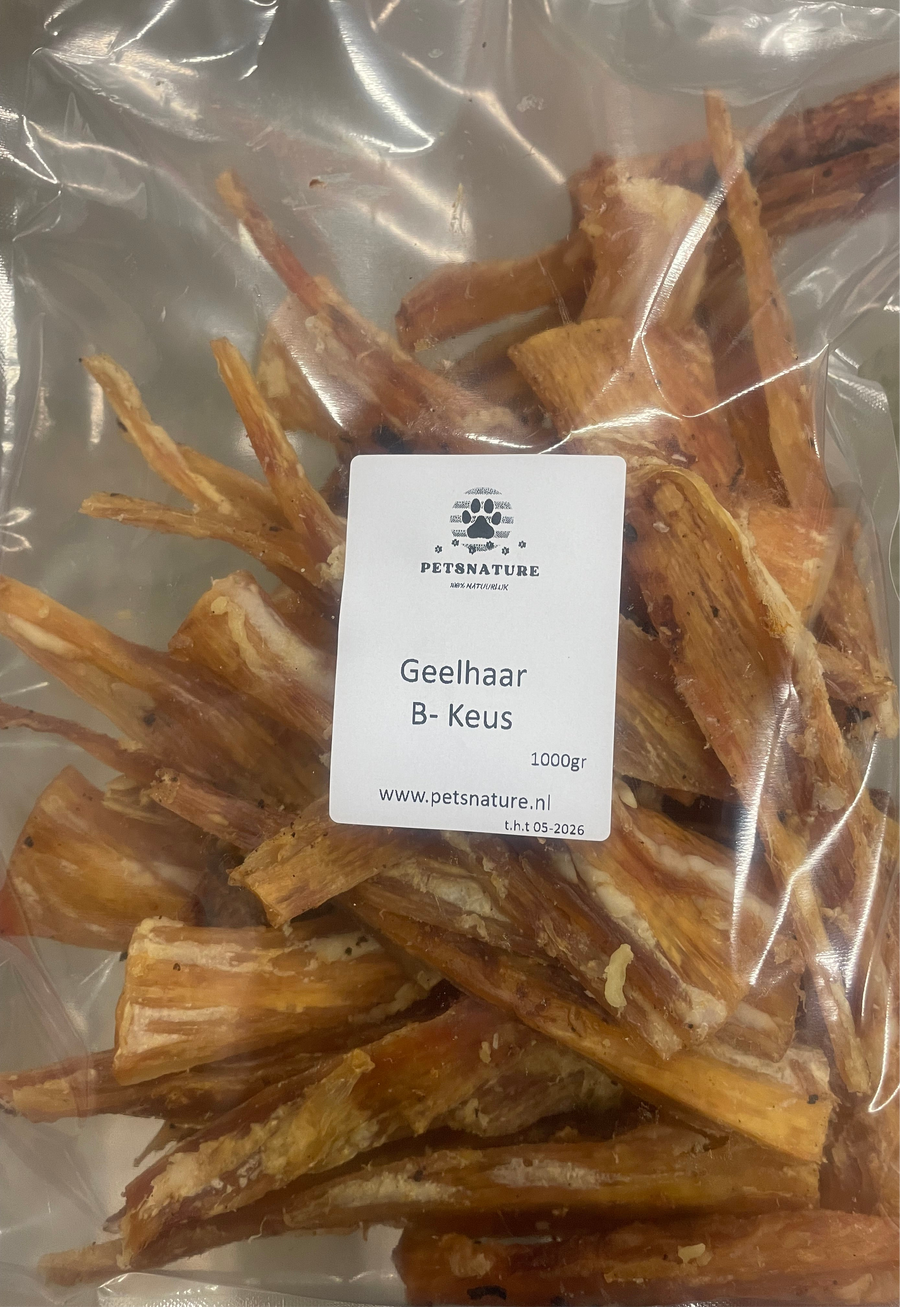 PETSNATURE
100% NATUURLIJK
Geelhaar
B- Keus
1000gr
www.petsnature.nl
t.h.t 05-2026